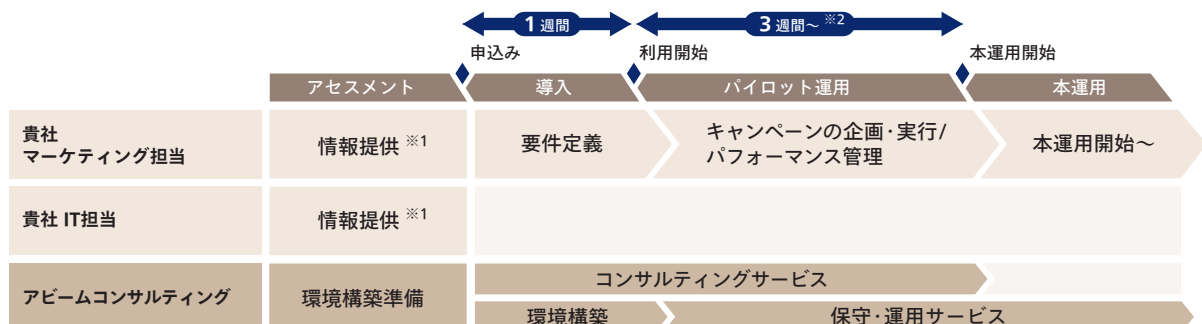 1 週間
3 週間~ ※2
申込み
利用開始
本運用開始
アセスメント
導入
パイロット運用
本運用
貴社
マーケティング担当
情報提供 ※1
要件定義
キャンペーンの企画・実行/
パフォーマンス管理
本運用開始~
貴社 IT担当
情報提供 ※1
アビームコンサルティング
環境構築準備
コンサルティングサービス
環境構築
保守・運用サービス